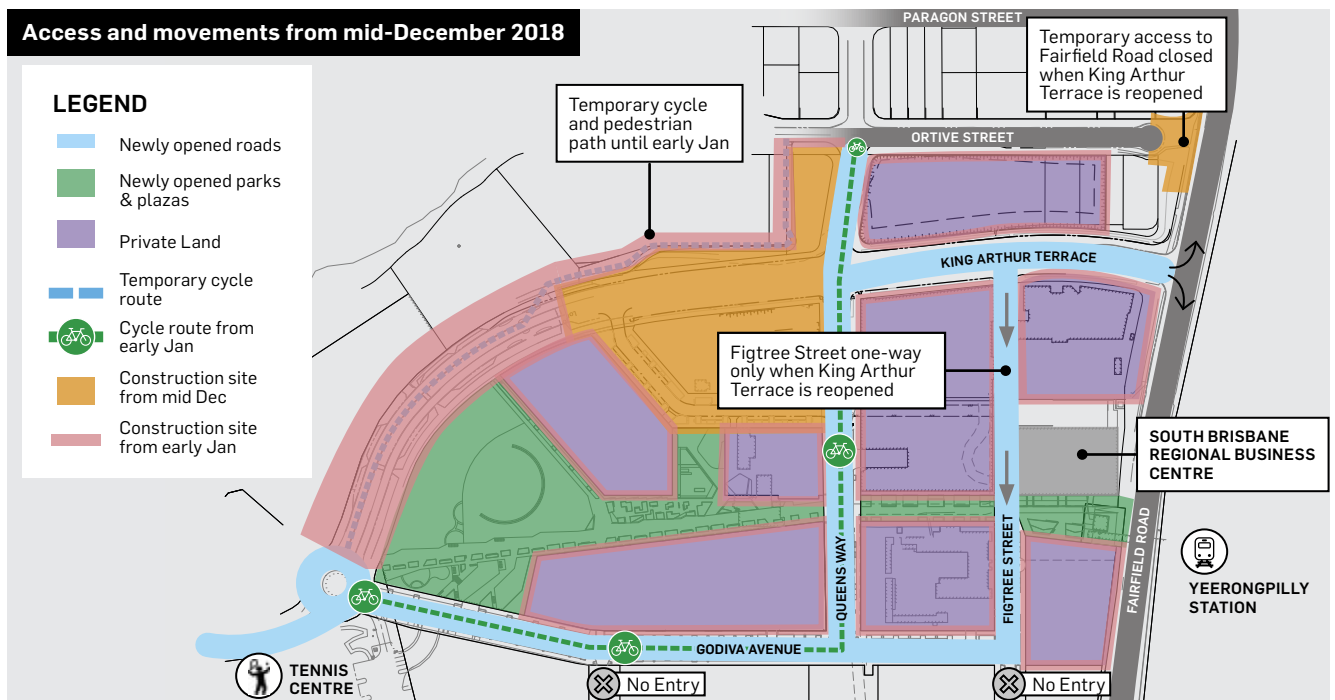 Access and movements from mid-December 2018
LEGEND
Newly opened roads
Newly opened parks
& plazas
Private Land
Temporary cycle
route
Cycle route from
early Jan
Construction site
from mid Dec
Construction site
from early Jan
PARAGON STREET
Temporary access to
Fairfield Road closed
when King Arthur
Terrace is reopened
Temporary cycle
and pedestrian
path until early Jan
ORTIVE STREET
KING ARTHUR TERRACE
Figtree Street one-way
only when King Arthur
Terrace is reopened
SOUTH BRISBANE
REGIONAL BUSINESS
CENTRE
QUEENS WAY
FIGTREE STREET
FAIRFIELD ROAD
YEERONGPILLY
STATION
GODIVA AVENUE
TENNIS
CENTRE
No Entry
No Entry